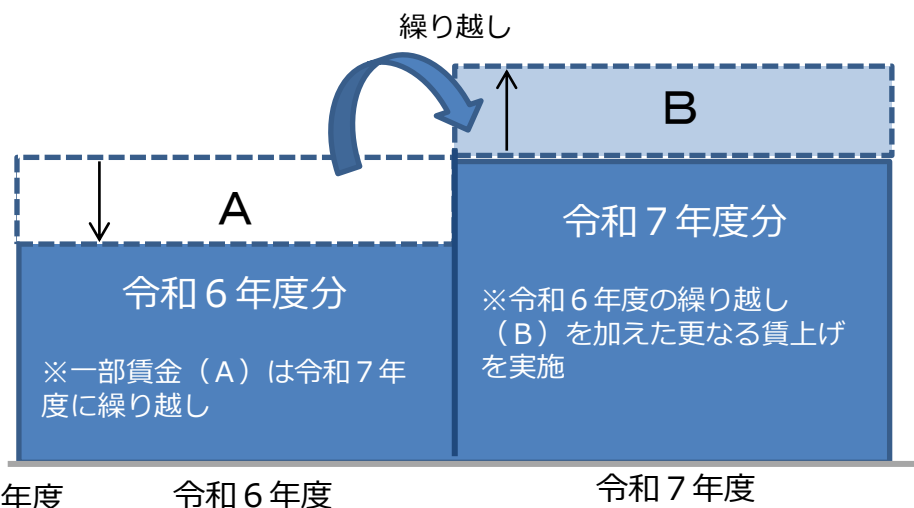 繰り越し
B
A
令和７年度分
令和６年度分
※令和６年度の繰り越し
（Ｂ）を加えた更なる賃上げ
を実施
※一部賃金（Ａ）は令和７年
度に繰り越し
年度
令和６年度
令和７年度